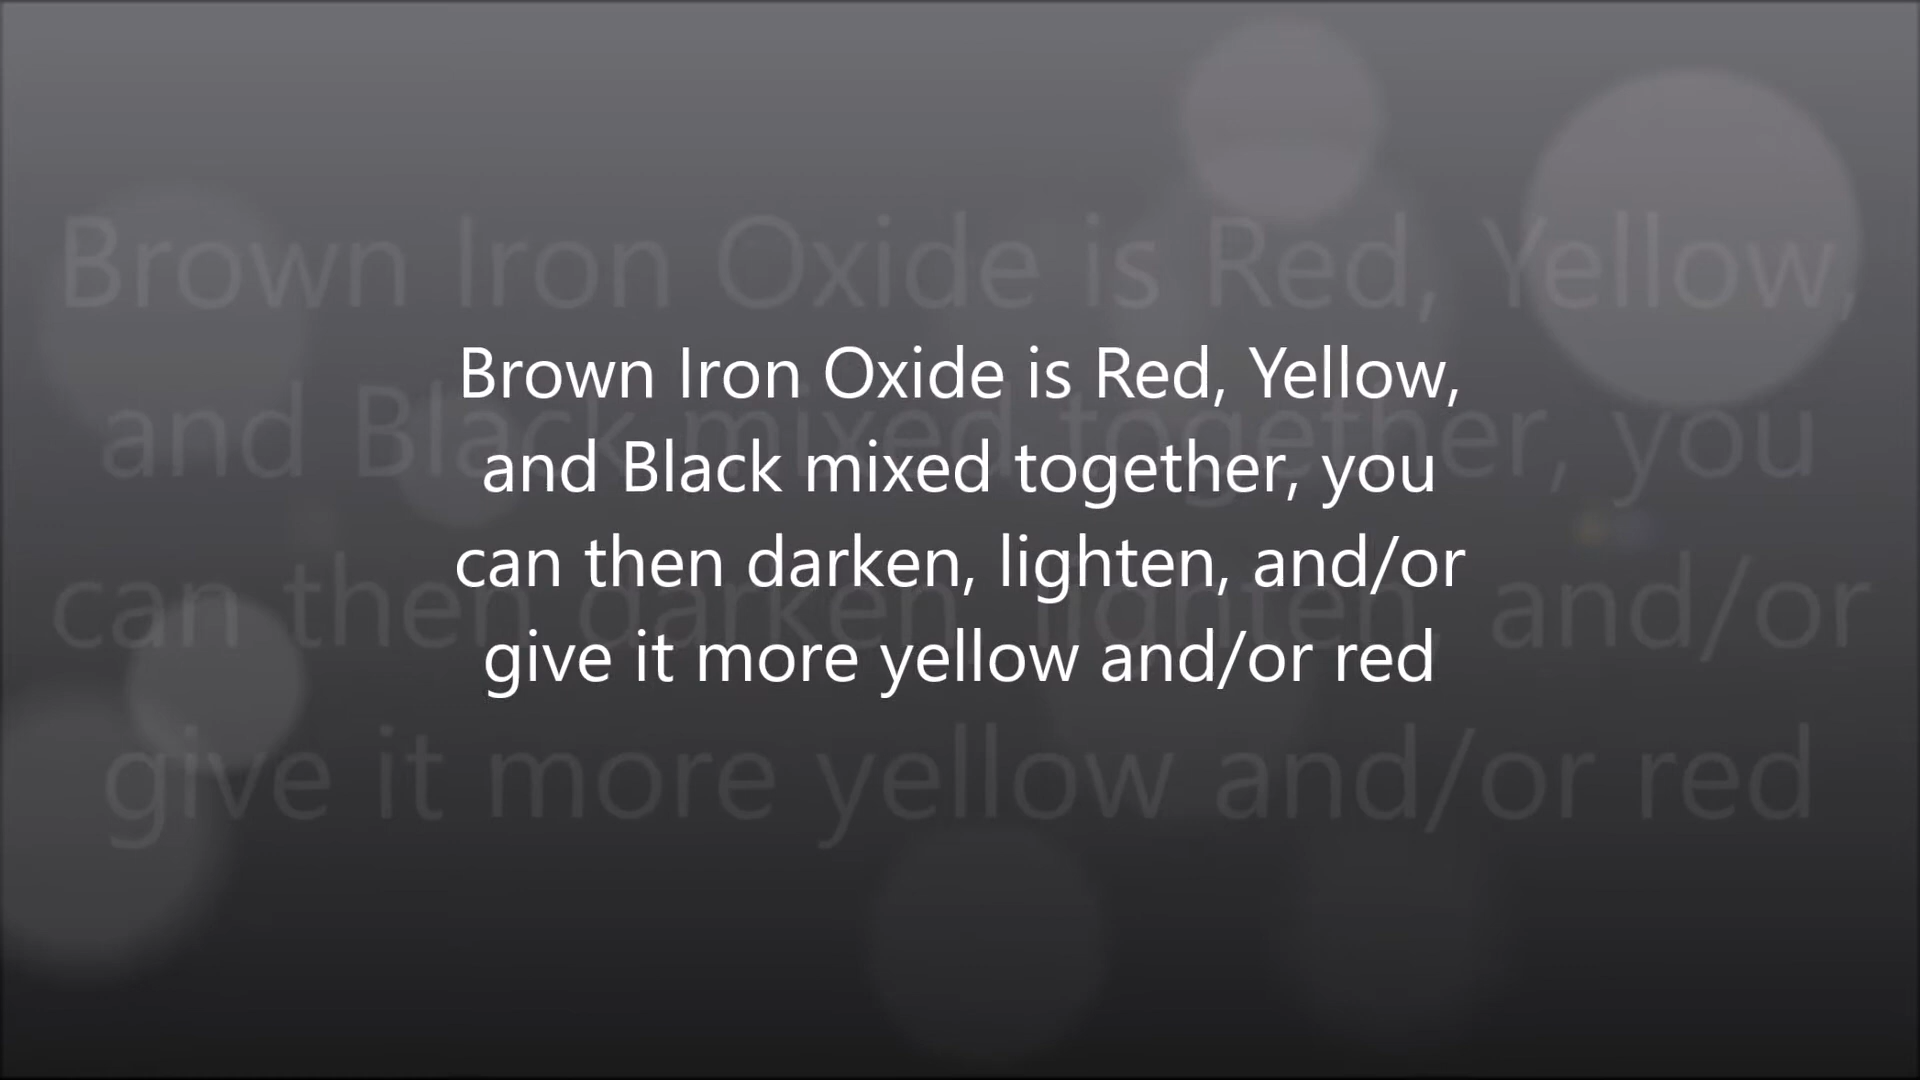 Brown Iron Oxide is Red, Yellow,
and Black mixed together, you
can then darken, lighten, and/or
give it more yellow and/or red